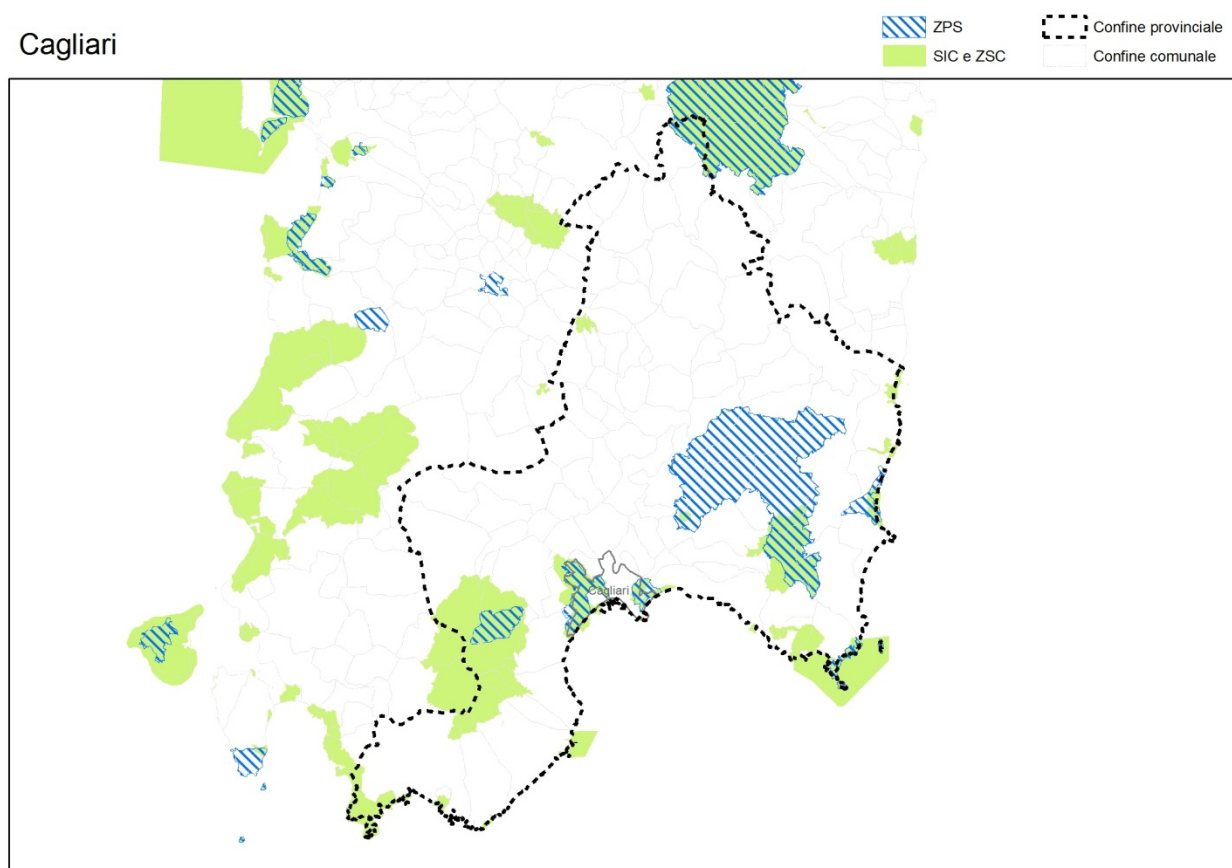 Cagliari
ZPS
SIC e ZSC
Confine provinciale
Confine comunale
Cagliari